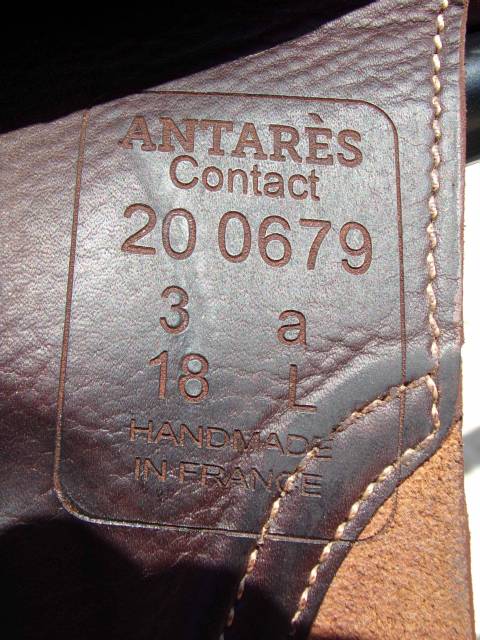 ANTARÈS
Contact
20 0679
3 a
18 L
HANDMADE
IN FRANCE